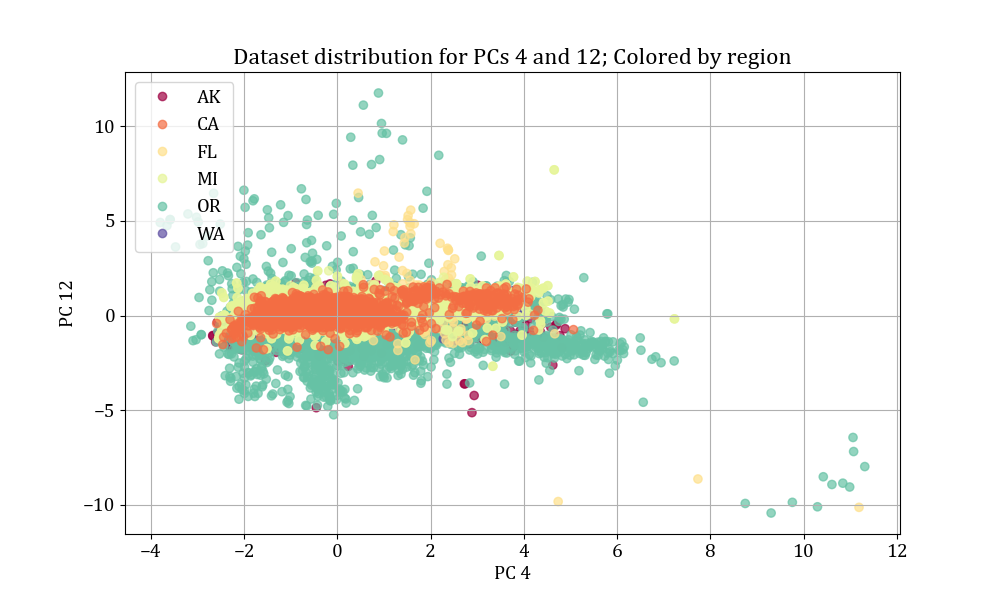 Dataset distribution for PCs 4 and 12; Colored by region
AK
CA
FL
MI
OR
WA
10
5
0
−5
−10
PC 12
−4 −2 0 2 4 6 8 10 12
PC 4